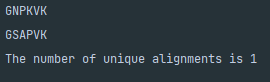 GNPKVK
GSAPVK
The number of unique alignments is 1